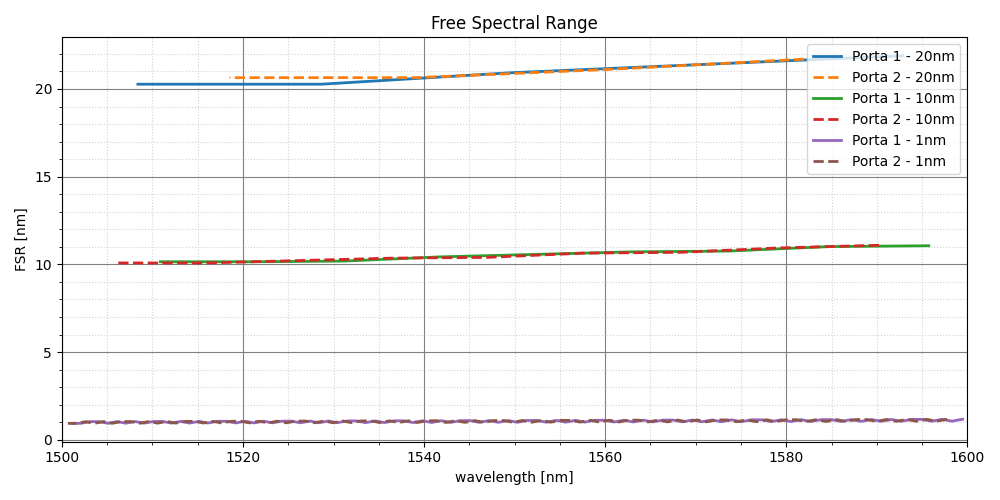 Free Spectral Range
Porta 1 - 20nm
Porta 2 - 20nm
Porta 1 - 10nm
Porta 2 - 10nm
Porta 1 - 1nm
Porta 2 - 1nm
FSR [nm]
20
15
10
5
0
1500 1520 1540 1560 1580 1600
wavelength [nm]